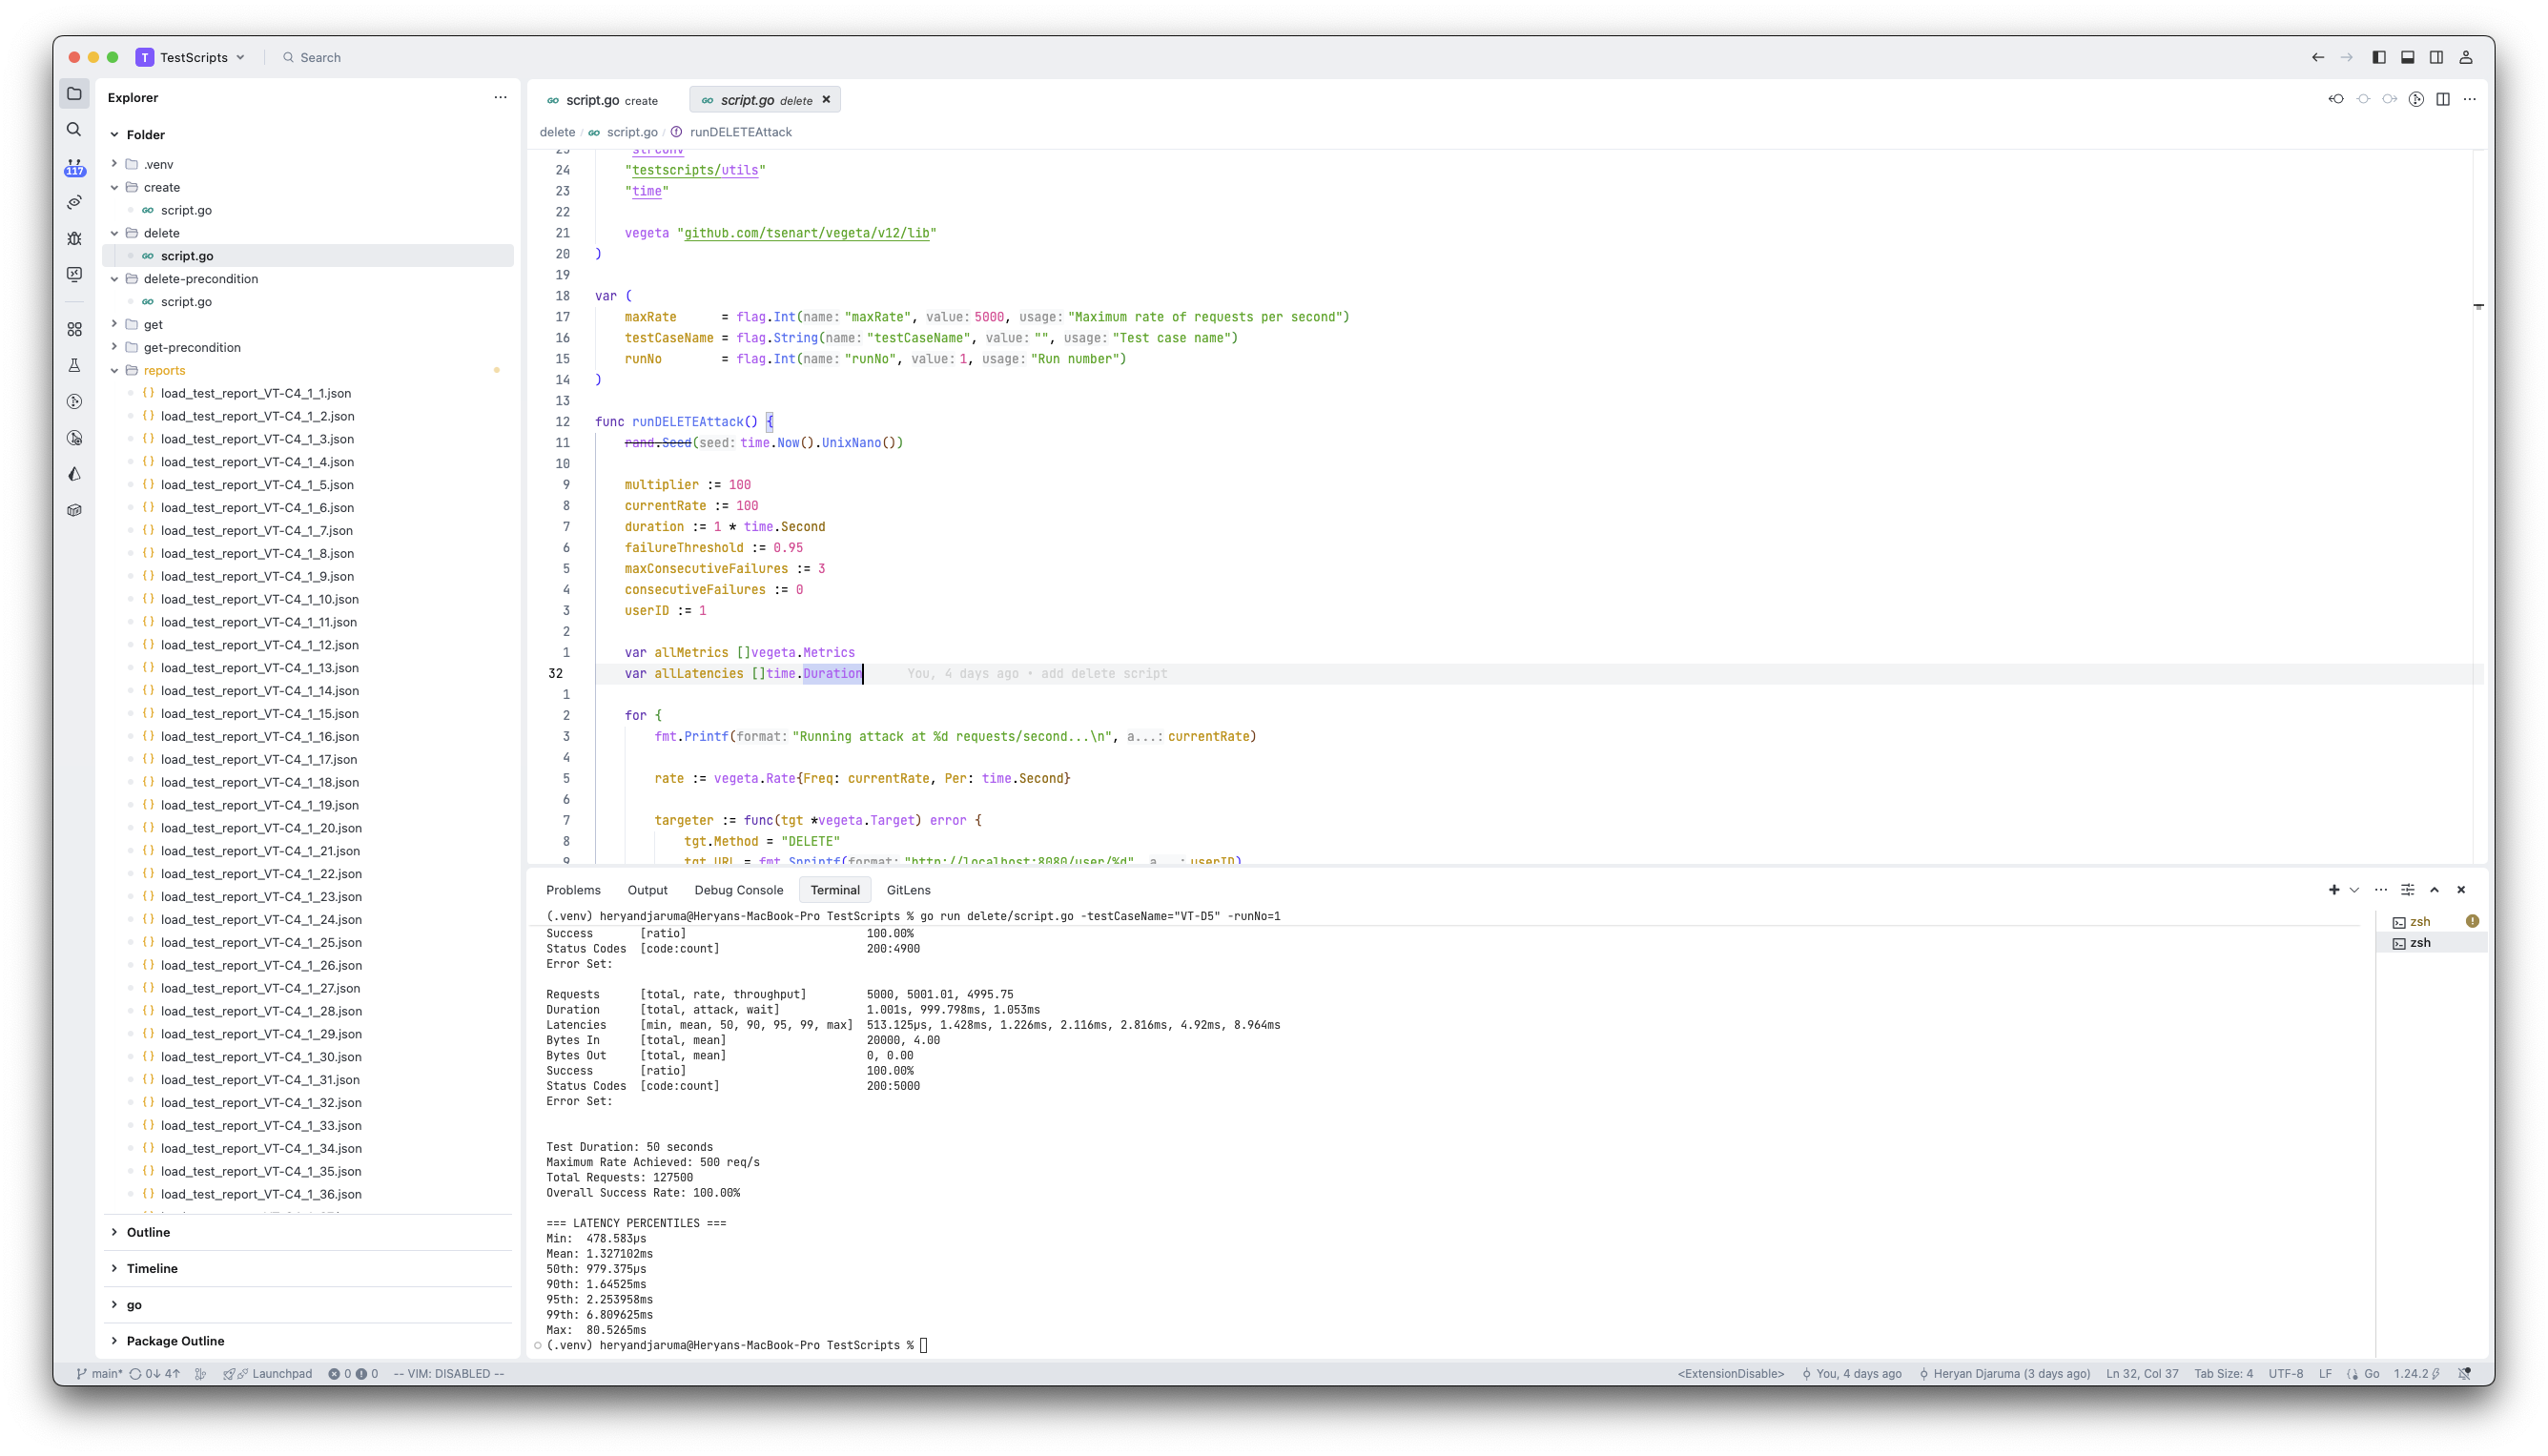 T TestScripts
Search
Explorer
Folder
.venv
create
script.go
delete
script.go
delete-precondition
script.go
get
get-precondition
reports
load_test_report_VT-C4_1_1.json
load_test_report_VT-C4_1_2.json
load_test_report_VT-C4_1_3.json
load_test_report_VT-C4_1_4.json
load_test_report_VT-C4_1_5.json
load_test_report_VT-C4_1_6.json
load_test_report_VT-C4_1_7.json
load_test_report_VT-C4_1_8.json
load_test_report_VT-C4_1_9.json
load_test_report_VT-C4_1_10.json
load_test_report_VT-C4_1_11.json
load_test_report_VT-C4_1_12.json
load_test_report_VT-C4_1_13.json
load_test_report_VT-C4_1_14.json
load_test_report_VT-C4_1_15.json
load_test_report_VT-C4_1_16.json
load_test_report_VT-C4_1_17.json
load_test_report_VT-C4_1_18.json
load_test_report_VT-C4_1_19.json
load_test_report_VT-C4_1_20.json
load_test_report_VT-C4_1_21.json
load_test_report_VT-C4_1_22.json
load_test_report_VT-C4_1_23.json
load_test_report_VT-C4_1_24.json
load_test_report_VT-C4_1_25.json
load_test_report_VT-C4_1_26.json
load_test_report_VT-C4_1_27.json
load_test_report_VT-C4_1_28.json
load_test_report_VT-C4_1_29.json
load_test_report_VT-C4_1_30.json
load_test_report_VT-C4_1_31.json
load_test_report_VT-C4_1_32.json
load_test_report_VT-C4_1_33.json
load_test_report_VT-C4_1_34.json
load_test_report_VT-C4_1_35.json
load_test_report_VT-C4_1_36.json
Outline
Timeline
go
Package Outline
117
script.go create
script.go delete
delete / script.go / runDELETEAttack
25 "strconv"
24 "testscripts/utils"
23 "time"
22
21 vegeta "github.com/tsenart/vegeta/v12/lib"
20 )
19
18 var (
17 maxRate = flag.Int(name: "maxRate", value: 5000, usage: "Maximum rate of requests per second")
16 testCaseName = flag.String(name: "testCaseName", value: "", usage: "Test case name")
15 runNo = flag.Int(name: "runNo", value: 1, usage: "Run number")
14 )
13
12 func runDELETEAttack() {
11 rand.Seed(seed: time.Now().UnixNano())
10
9 multiplier := 100
8 currentRate := 100
7 duration := 1 * time.Second
6 failureThreshold := 0.95
5 maxConsecutiveFailures := 3
4 consecutiveFailures := 0
3 userID := 1
2
1 var allMetrics []vegeta.Metrics
32 var allLatencies []time.Duration You, 4 days ago • add delete script
1
2 for {
3 fmt.Printf(format: "Running attack at %d requests/second...\n", a...: currentRate)
4
5 rate := vegeta.Rate{Freq: currentRate, Per: time.Second}
6
7 targeter := func(tgt *vegeta.Target) error {
8 tgt.Method = "DELETE"
9 tgt.URL = fmt.Sprintf(format: "http://localhost:8080/user/%d", a...: userID)
Problems Output Debug Console Terminal GitLens
(.venv) heryandjaruma@Heryans-MacBook-Pro TestScripts % go run delete/script.go -testCaseName="VT-D5" -runNo=1
Success [ratio] 100.00%
Status Codes [code:count] 200:4900
Error Set:
Requests [total, rate, throughput] 5000, 5001.01, 4995.75
Duration [total, attack, wait] 1.001s, 999.798ms, 1.053ms
Latencies [min, mean, 50, 90, 95, 99, max] 513.125µs, 1.428ms, 1.226ms, 2.116ms, 2.816ms, 4.92ms, 8.964ms
Bytes In [total, mean] 20000, 4.00
Bytes Out [total, mean] 0, 0.00
Success [ratio] 100.00%
Status Codes [code:count] 200:5000
Error Set:
Test Duration: 50 seconds
Maximum Rate Achieved: 500 req/s
Total Requests: 127500
Overall Success Rate: 100.00%
=== LATENCY PERCENTILES ===
Min: 478.583µs
Mean: 1.327102ms
50th: 979.375µs
90th: 1.64525ms
95th: 2.253958ms
99th: 6.809625ms
Max: 80.5265ms
(.venv) heryandjaruma@Heryans-MacBook-Pro TestScripts %
zsh
zsh
main* 0↓ 4↑ Launchpad 0 0 -- VIM: DISABLED --
<ExtensionDisable> You, 4 days ago Heryan Djaruma (3 days ago) Ln 32, Col 37 Tab Size: 4 UTF-8 LF Go 1.24.2